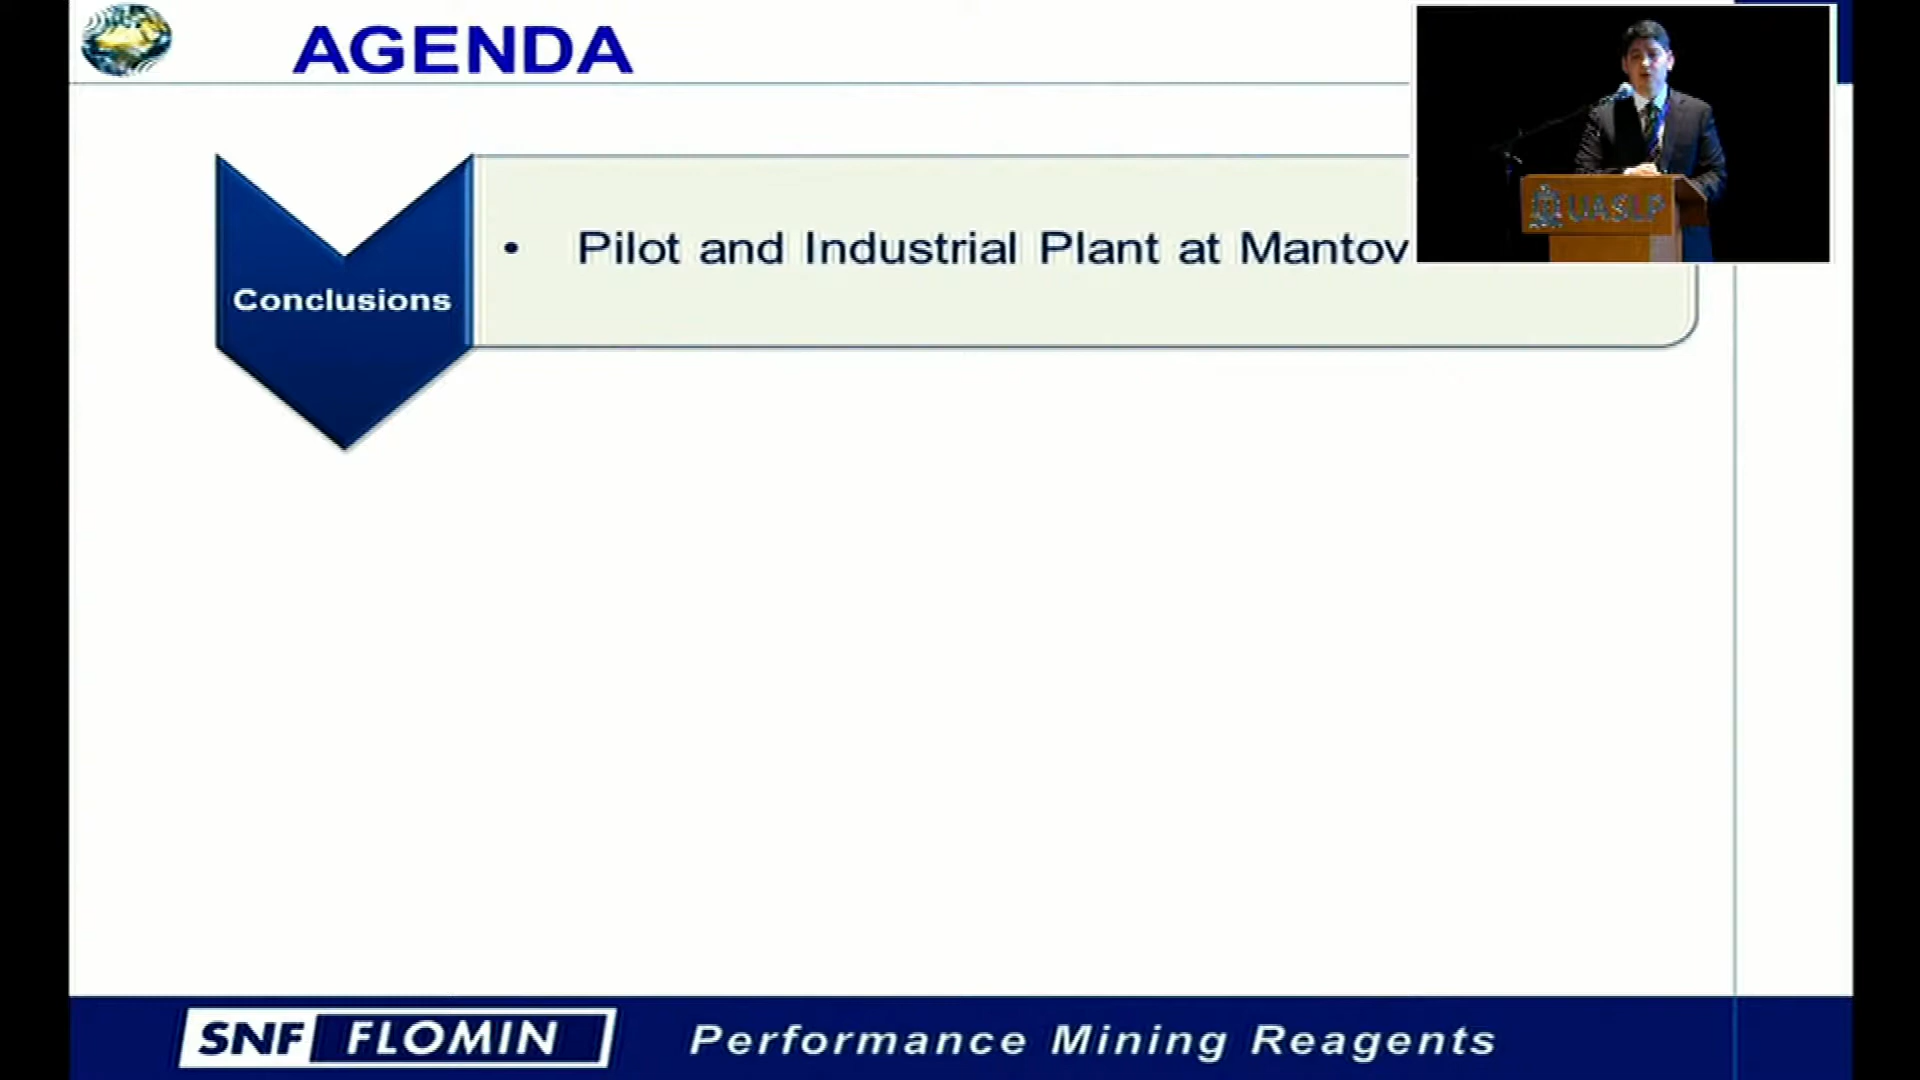 AGENDA
Conclusions
• Pilot and Industrial Plant at Mantov
UASLP
SNF FLOMIN
Performance Mining Reagents